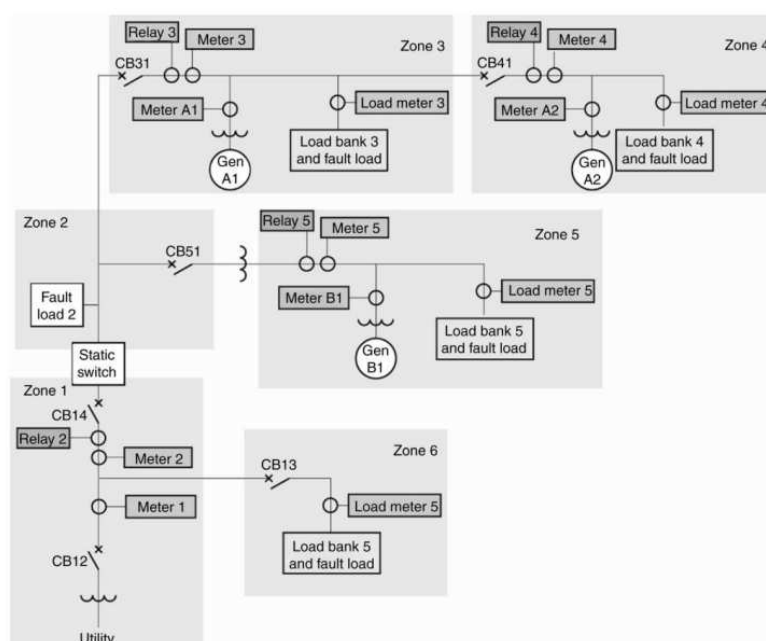 Relay 3
Meter 3
Zone 3
CB31
Meter A1
Load meter 3
Gen
A1
Load bank 3
and fault load
Relay 4
Meter 4
Zone 4
CB41
Meter A2
Load meter 4
Gen
A2
Load bank 4
and fault load
Zone 2
CB51
Relay 5
Meter 5
Zone 5
Meter B1
Load meter 5
Gen
B1
Load bank 5
and fault load
Fault
load 2
Static
switch
Zone 1
CB14
Relay 2
Meter 2
Meter 1
CB12
Utility
CB13
Zone 6
Load meter 5
Load bank 5
and fault load